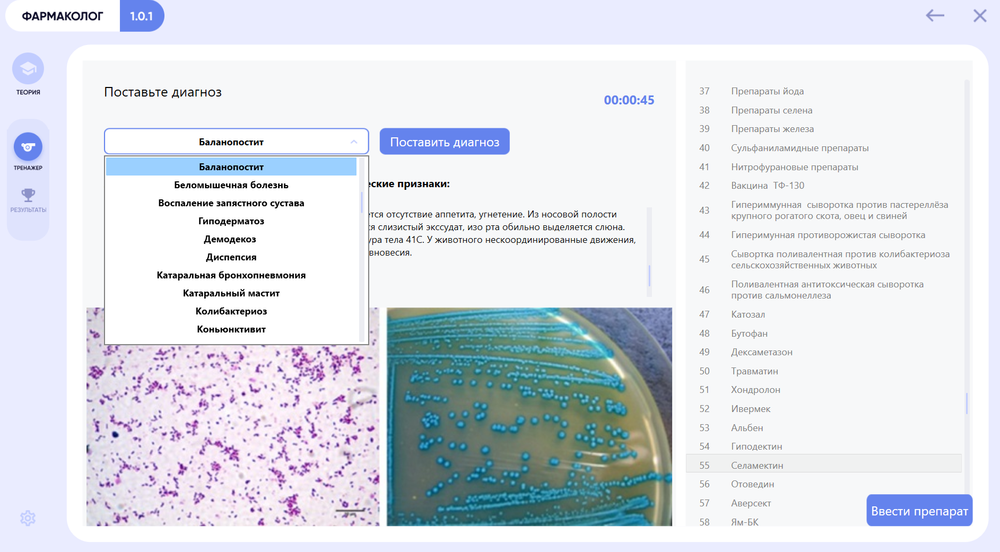 ФАРМАКОЛОГ
1.0.1
ТЕОРИЯ
ТРЕНАЖЕР
РЕЗУЛЬТАТЫ
Поставьте диагноз
00:00:45
Баланопостит
Поставить диагноз
Баланопостит
Беломышечная болезнь
Воспаление запястного сустава
Гиподерматоз
Демодекоз
Диспепсия
Катаральная бронхопневмония
Катаральный мастит
Колибактериоз
Коньюнктивит
признаки:
отсутствие аппетита, угнетение. Из носовой полости
слизистый экссудат, изо рта обильно выделяется слюна.
тела 41С. У животного нескоординированные движения,
37 Препараты йода
38 Препараты селена
39 Препараты железа
40 Сульфаниламидные препараты
41 Нитрофурановые препараты
42 Вакцина  ТФ-130
43 Гипериммунная  сыворотка против пастереллёза
крупного рогатого скота, овец и свиней
44 Гиперимунная противорожистая сыворотка
45 Сывортка поливалентная против колибактериоза
сельскохозяйственных животных
46 Поливалентная антитоксическая сыворотка
против сальмонеллеза
47 Катозал
48 Бутофан
49 Дексаметазон
50 Травматин
51 Хондролон
52 Ивермек
53 Альбен
54 Гиподектин
55 Селамектин
56 Отоведин
57 Аверсект
58 Ям-БК
Ввести препарат